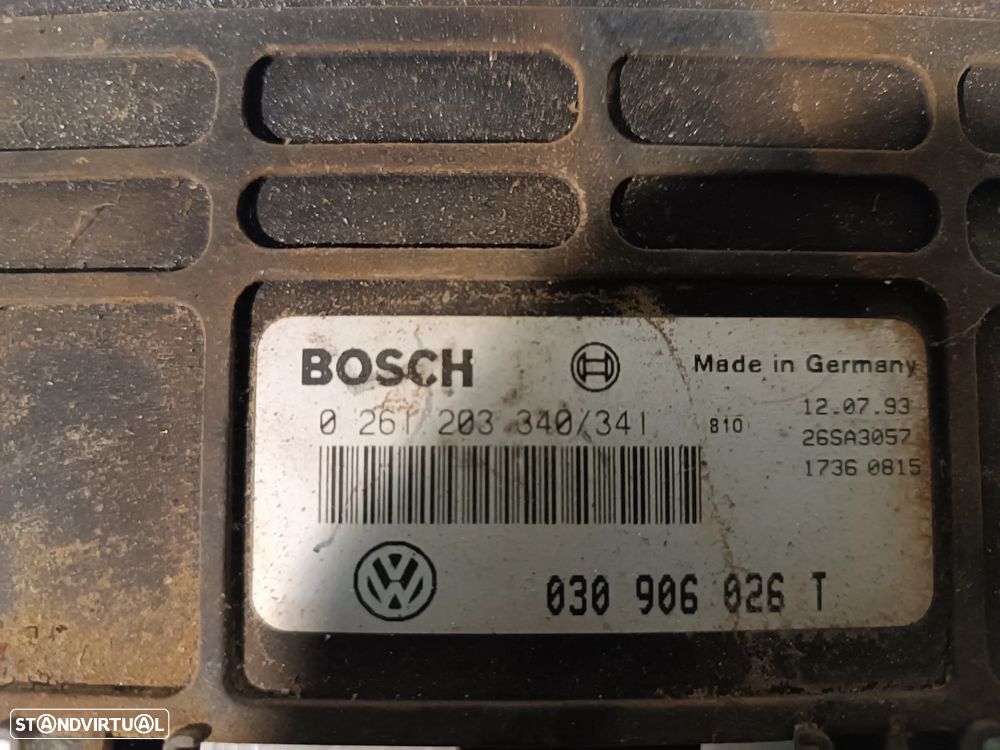 BOSCH
Made in Germany
0 261 203 340/341 810
12.07.93
26SA3057
1736 0815
030 906 026 T
STANDVIRTUAL